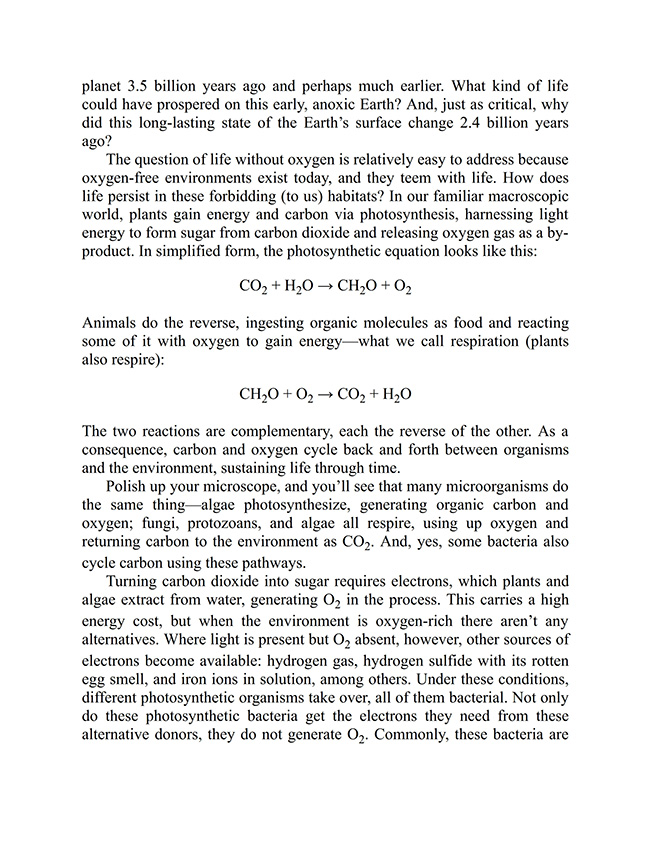 planet 3.5 billion years ago and perhaps much earlier. What kind of life
could have prospered on this early, anoxic Earth? And, just as critical, why
did this long-lasting state of the Earth’s surface change 2.4 billion years
ago?
The question of life without oxygen is relatively easy to address because
oxygen-free environments exist today, and they teem with life. How does
life persist in these forbidding (to us) habitats? In our familiar macroscopic
world, plants gain energy and carbon via photosynthesis, harnessing light
energy to form sugar from carbon dioxide and releasing oxygen gas as a by-
product. In simplified form, the photosynthetic equation looks like this:
CO₂ + H₂O → CH₂O + O₂
Animals do the reverse, ingesting organic molecules as food and reacting
some of it with oxygen to gain energy—what we call respiration (plants
also respire):
CH₂O + O₂ → CO₂ + H₂O
The two reactions are complementary, each the reverse of the other. As a
consequence, carbon and oxygen cycle back and forth between organisms
and the environment, sustaining life through time.
Polish up your microscope, and you’ll see that many microorganisms do
the same thing—algae photosynthesize, generating organic carbon and
oxygen; fungi, protozoans, and algae all respire, using up oxygen and
returning carbon to the environment as CO₂. And, yes, some bacteria also
cycle carbon using these pathways.
Turning carbon dioxide into sugar requires electrons, which plants and
algae extract from water, generating O₂ in the process. This carries a high
energy cost, but when the environment is oxygen-rich there aren’t any
alternatives. Where light is present but O₂ absent, however, other sources of
electrons become available: hydrogen gas, hydrogen sulfide with its rotten
egg smell, and iron ions in solution, among others. Under these conditions,
different photosynthetic organisms take over, all of them bacterial. Not only
do these photosynthetic bacteria get the electrons they need from these
alternative donors, they do not generate O₂. Commonly, these bacteria are